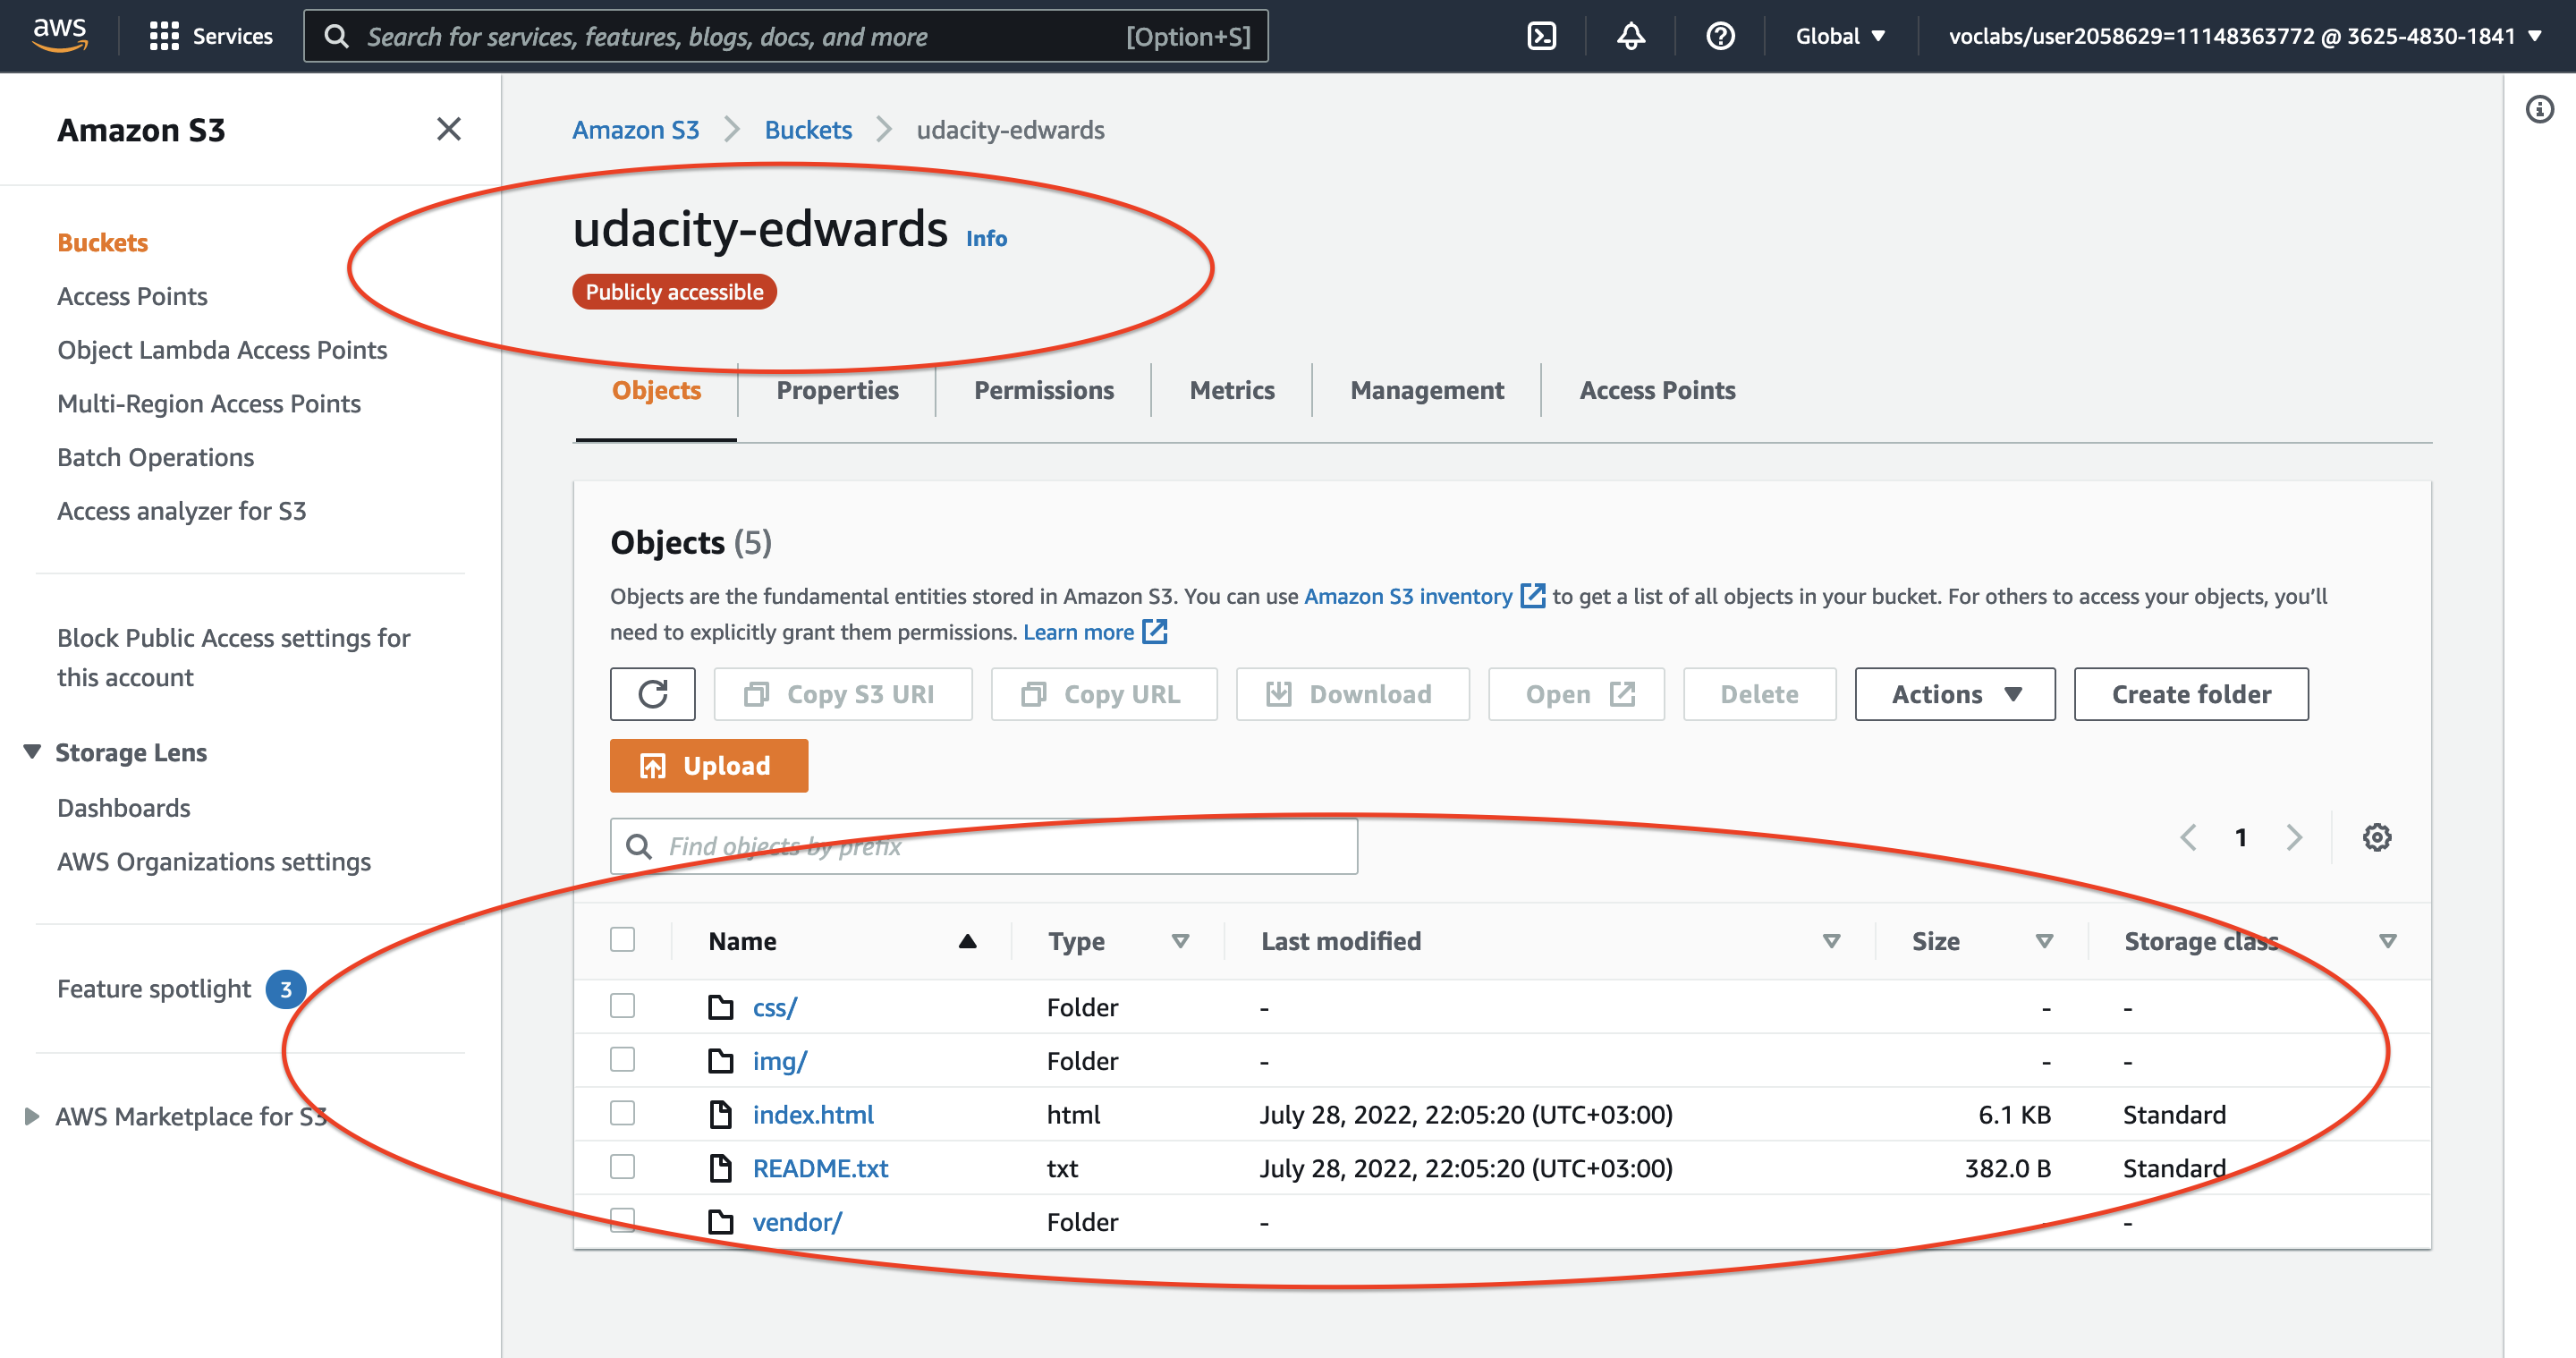 aws
Services
Search for services, features, blogs, docs, and more [Option+S]
Global
voclabs/user2058629=11148363772 @ 3625-4830-1841
Amazon S3
Buckets
Access Points
Object Lambda Access Points
Multi-Region Access Points
Batch Operations
Access analyzer for S3
Block Public Access settings for
this account
Storage Lens
Dashboards
AWS Organizations settings
Feature spotlight 3
AWS Marketplace for S3
Amazon S3 Buckets udacity-edwards
udacity-edwards Info
Publicly accessible
Objects Properties Permissions Metrics Management Access Points
Objects (5)
Objects are the fundamental entities stored in Amazon S3. You can use Amazon S3 inventory to get a list of all objects in your bucket. For others to access your objects, you'll
need to explicitly grant them permissions. Learn more
Copy S3 URI Copy URL Download Open Delete Actions Create folder
Upload
Find objects by prefix
1
Name Type Last modified Size Storage class
css/ Folder - - -
img/ Folder - - -
index.html html July 28, 2022, 22:05:20 (UTC+03:00) 6.1 KB Standard
README.txt txt July 28, 2022, 22:05:20 (UTC+03:00) 382.0 B Standard
vendor/ Folder - - -